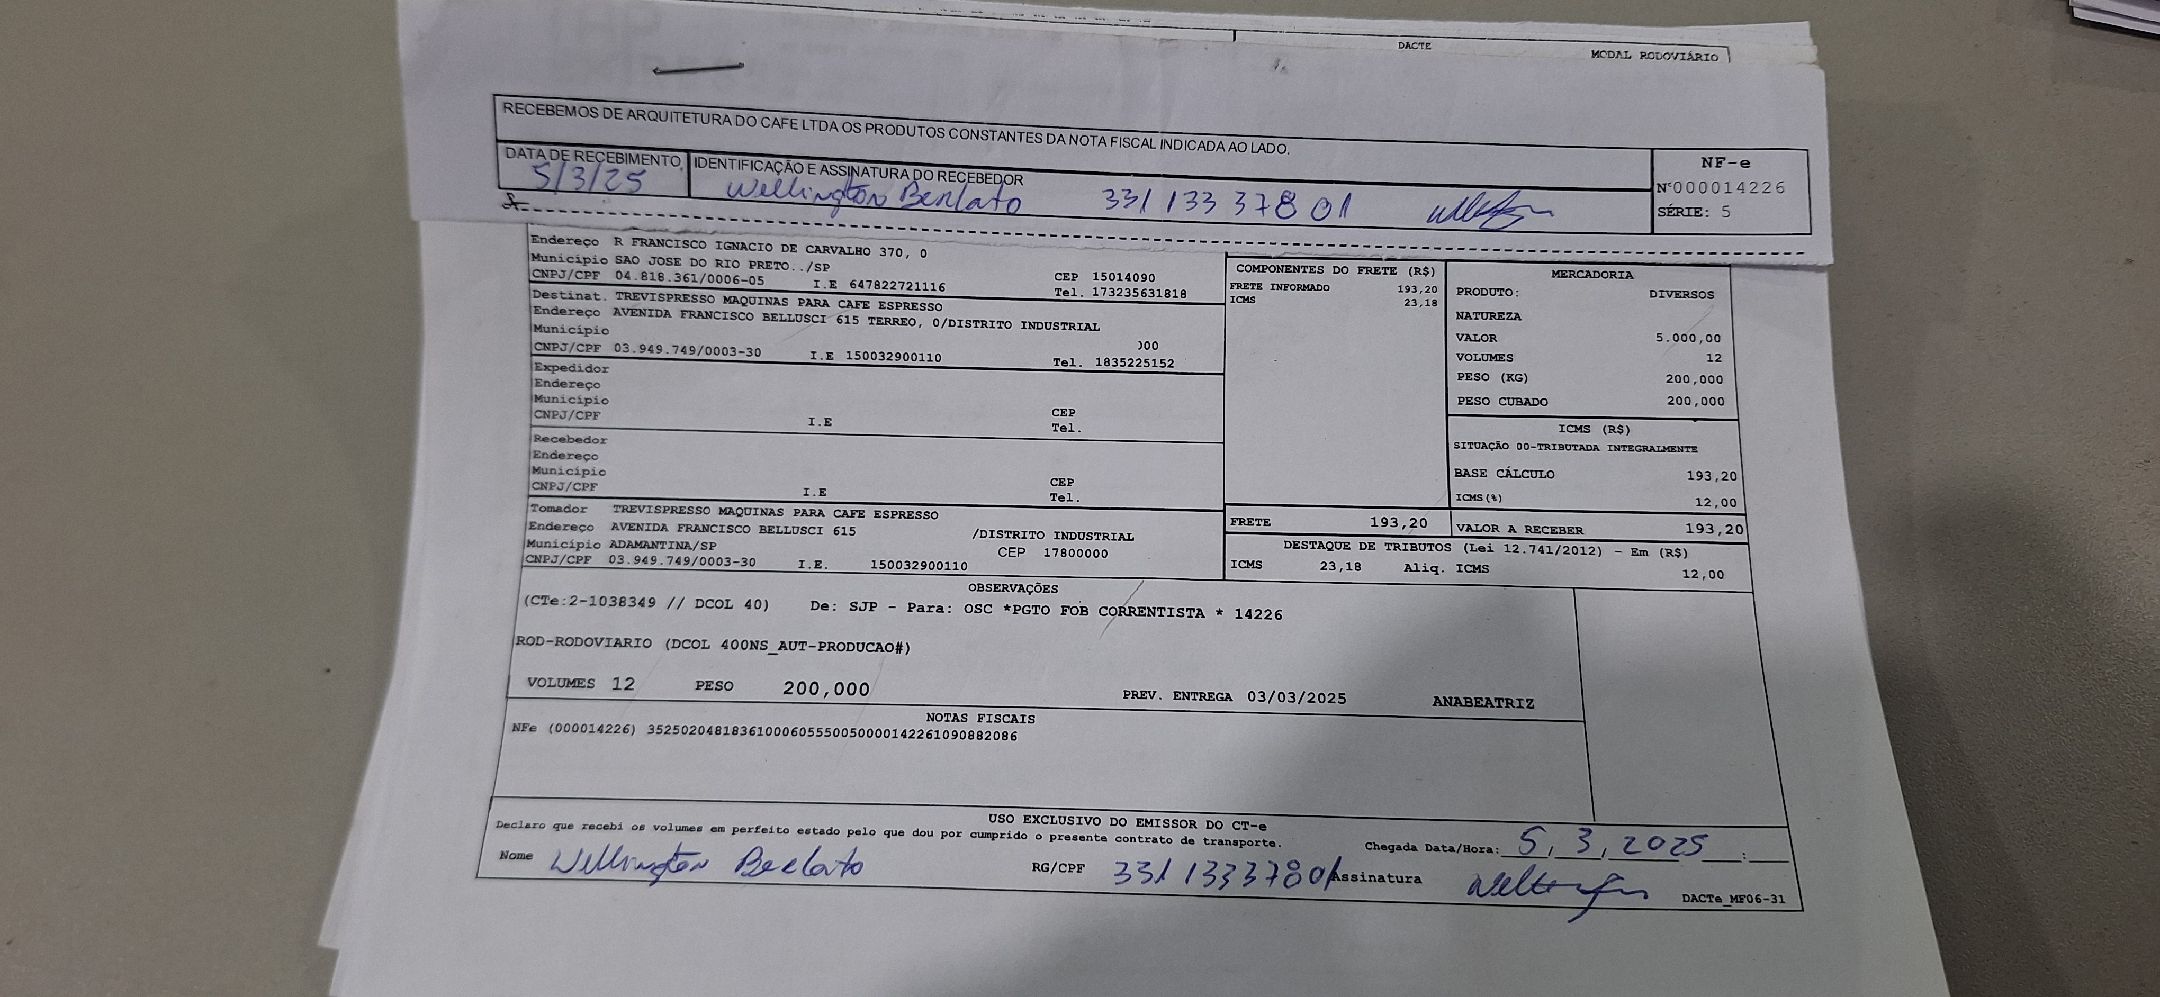 DACTE
MODAL RODOVIÁRIO
RECEBEMOS DE ARQUITETURA DO CAFE LTDA OS PRODUTOS CONSTANTES DA NOTA FISCAL INDICADA AO LADO.
DATA DE RECEBIMENTO IDENTIFICAÇÃO E ASSINATURA DO RECEBEDOR
5/3/25 Wellington 331 133 378 01
NF-e
Nº000014226
SÉRIE: 5
Endereço R FRANCISCO IGNACIO DE CARVALHO 370, 0
Município SAO JOSE DO RIO PRETO../SP
CNPJ/CPF 04.818.361/0006-05 I.E 647822721116 CEP 15014090
Tel. 173235631818
Destinat. TREVISPRESSO MAQUINAS PARA CAFE ESPRESSO
Endereço AVENIDA FRANCISCO BELLUSCI 615 TERREO, 0/DISTRITO INDUSTRIAL
Município 000
CNPJ/CPF 03.949.749/0003-30 I.E 150032900110 Tel. 1835225152
Expedidor
Endereço
Município CEP
CNPJ/CPF I.E Tel.
Recebedor
Endereço
Município CEP
CNPJ/CPF I.E Tel.
Tomador TREVISPRESSO MAQUINAS PARA CAFE ESPRESSO
Endereço AVENIDA FRANCISCO BELLUSCI 615 /DISTRITO INDUSTRIAL
Município ADAMANTINA/SP CEP 17800000
CNPJ/CPF 03.949.749/0003-30 I.E. 150032900110
COMPONENTES DO FRETE (R$)
FRETE INFORMADO 193,20
ICMS 23,18
MERCADORIA
PRODUTO: DIVERSOS
NATUREZA
VALOR 5.000,00
VOLUMES 12
PESO (KG) 200,000
PESO CUBADO 200,000
ICMS (R$)
SITUAÇÃO 00-TRIBUTADA INTEGRALMENTE
BASE CÁLCULO 193,20
ICMS(%) 12,00
FRETE 193,20 VALOR A RECEBER 193,20
DESTAQUE DE TRIBUTOS (Lei 12.741/2012) - Em (R$)
ICMS 23,18 Aliq. ICMS 12,00
OBSERVAÇÕES
(CTe:2-1038349 // DCOL 40) De: SJP - Para: OSC *PGTO FOB CORRENTISTA * 14226
ROD-RODOVIARIO (DCOL 400NS_AUT-PRODUCAO#)
VOLUMES 12 PESO 200,000 PREV. ENTREGA 03/03/2025 ANABEATRIZ
NOTAS FISCAIS
NFe (000014226) 35250204818361000605550050000142261090882086
USO EXCLUSIVO DO EMISSOR DO CT-e
Declaro que recebi os volumes em perfeito estado pelo que dou por cumprido o presente contrato de transporte.
Chegada Data/Hora: 5, 3, 2025 :
Nome Wellington RG/CPF 331 133 378 01 Assinatura
DACTe_MF06-31